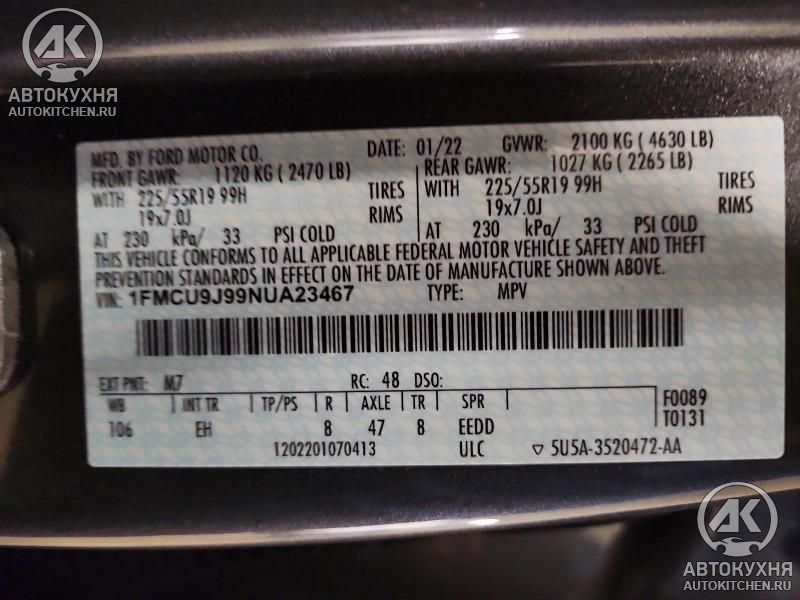 АВТОКУХНЯ
AUTOKITCHEN.RU
MFD. BY FORD MOTOR CO. DATE: 01/22 GVWR: 2100 KG ( 4630 LB)
FRONT GAWR: 1120 KG ( 2470 LB) REAR GAWR: 1027 KG ( 2265 LB)
WITH 225/55R19 99H TIRES WITH 225/55R19 99H TIRES
19x7.0J RIMS 19x7.0J RIMS
AT 230 kPa/ 33 PSI COLD AT 230 kPa/ 33 PSI COLD
THIS VEHICLE CONFORMS TO ALL APPLICABLE FEDERAL MOTOR VEHICLE SAFETY AND THEFT
PREVENTION STANDARDS IN EFFECT ON THE DATE OF MANUFACTURE SHOWN ABOVE.
VIN: 1FMCU9J99NUA23467 TYPE: MPV
EXT PNT: M7 RC: 48 DSO:
WB INT TR TP/PS R AXLE TR SPR F0089
106 EH 8 47 8 EEDD T0131
1202201070413 ULC ▽ 5U5A-3520472-AA
АК
АВТОКУХНЯ
AUTOKITCHEN.RU